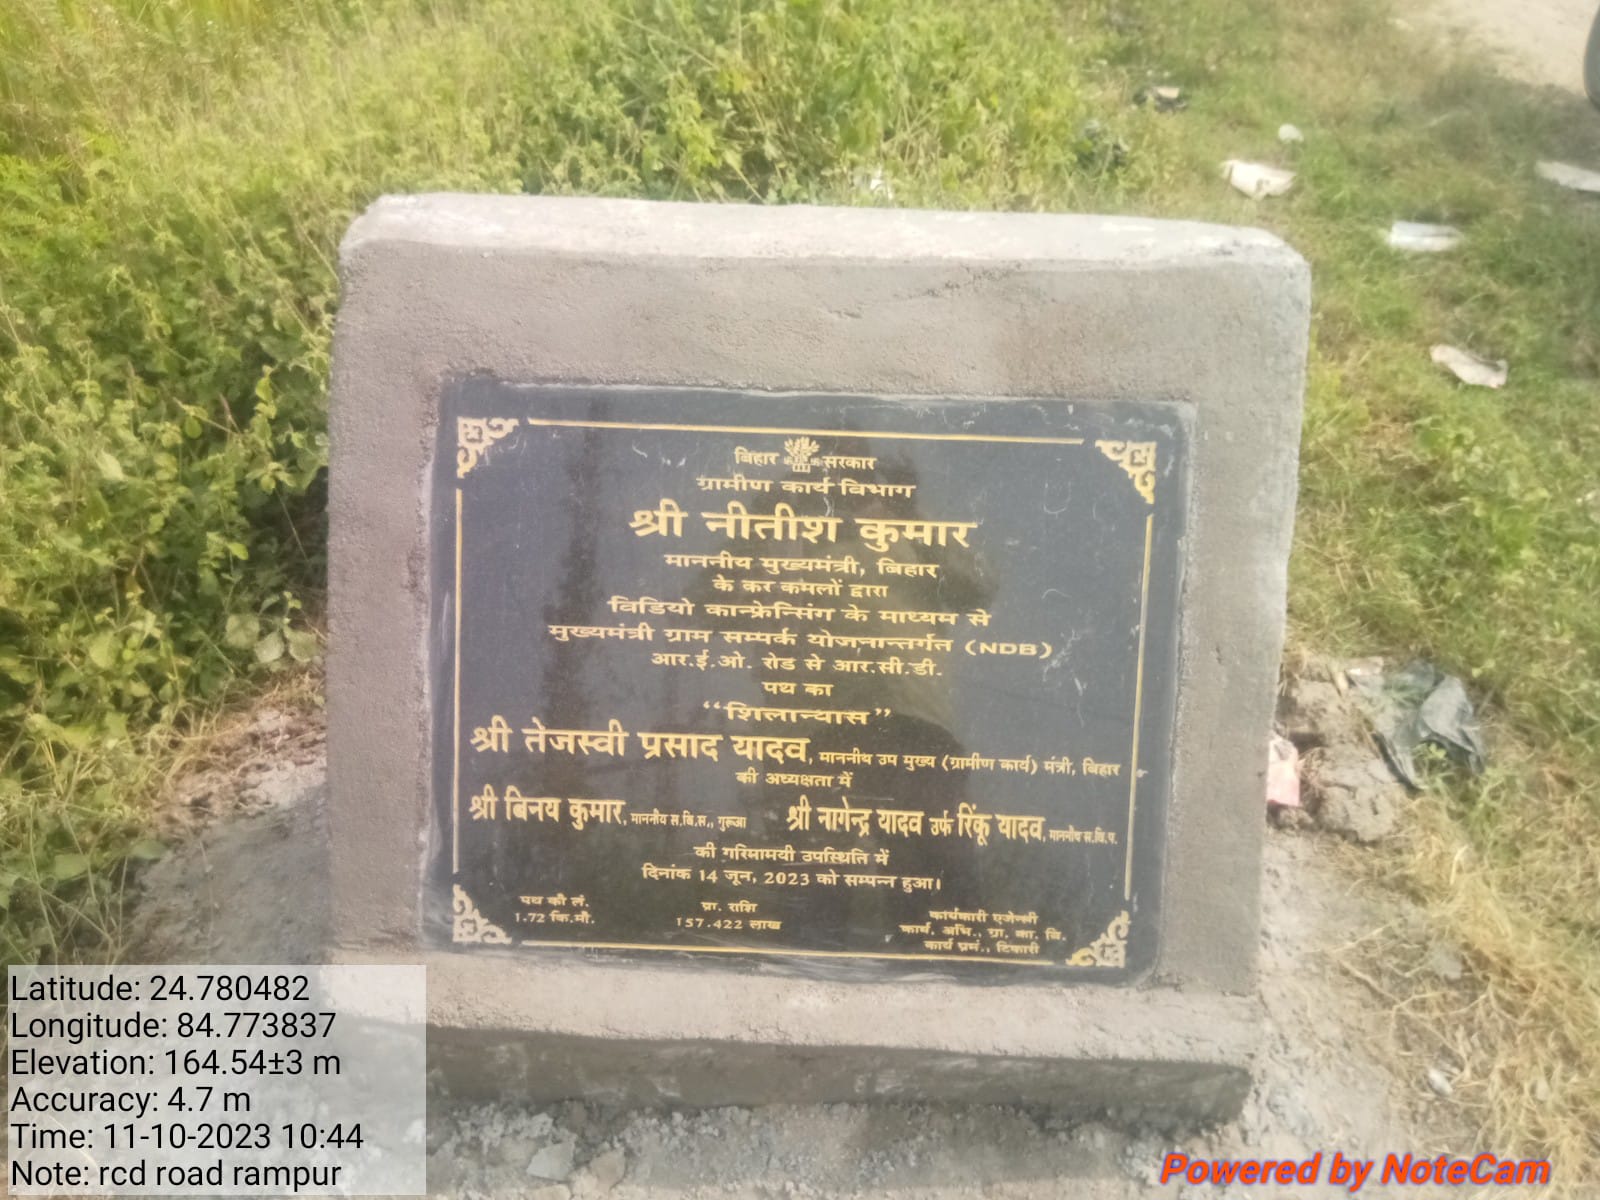 बिहार सरकार
ग्रामीण कार्य विभाग
श्री नीतीश कुमार
माननीय मुख्यमंत्री, बिहार
के कर कमलों द्वारा
विडियो कान्फ्रेन्सिंग के माध्यम से
मुख्यमंत्री ग्राम सम्पर्क योजनान्तर्गत (NDB)
आर.ई.ओ. रोड से आर.सी.डी.
पथ का
“शिलान्यास”
श्री तेजस्वी प्रसाद यादव, माननीय उप मुख्य (ग्रामीण कार्य) मंत्री, बिहार
की अध्यक्षता में
श्री बिनय कुमार, माननीय स.वि.स., गुरूआ श्री नागेन्द्र यादव उर्फ रिंकू यादव, माननीय स.वि.प.
की गरिमामयी उपस्थिति में
दिनांक 14 जून, 2023 को सम्पन्न हुआ।
पथ की लं. प्रा. राशि कार्यकारी एजेन्सी
1.72 कि.मी. 157.422 लाख कार्य. अभि., ग्रा. का. वि.
कार्य प्रमं., टिकारी
Latitude: 24.780482
Longitude: 84.773837
Elevation: 164.54±3 m
Accuracy: 4.7 m
Time: 11-10-2023 10:44
Note: rcd road rampur
Powered by NoteCam